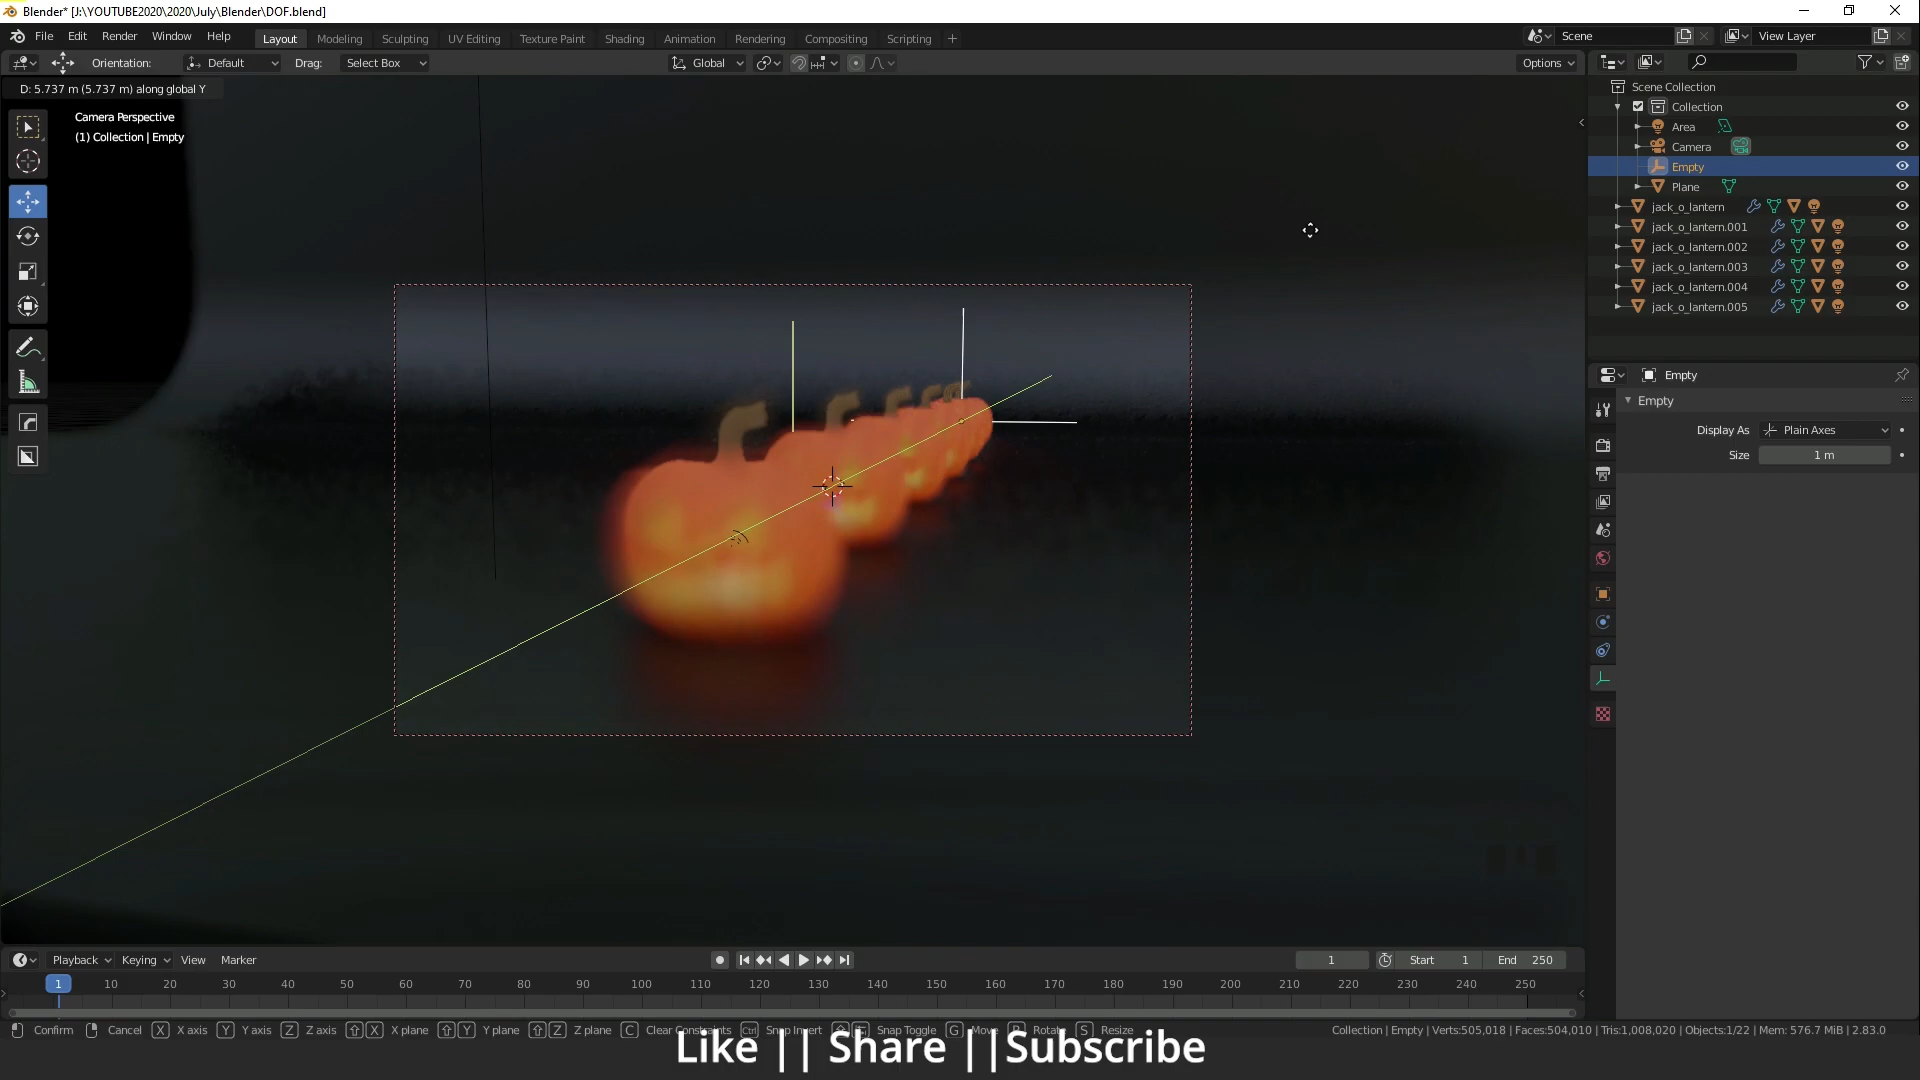 Blender* [J:\YOUTUBE2020\2020\July\Blender\DOF.blend]
File Edit Render Window Help Layout Modeling Sculpting UV Editing Texture Paint Shading Animation Rendering Compositing Scripting + Scene View Layer
Orientation: Default Drag: Select Box Global Options
D: 5.737 m (5.737 m) along global Y
Camera Perspective
(1) Collection | Empty
Scene Collection
Collection
Area
Camera
Empty
Plane
jack_o_lantern
jack_o_lantern.001
jack_o_lantern.002
jack_o_lantern.003
jack_o_lantern.004
jack_o_lantern.005
Empty
Empty
Display As Plain Axes
Size 1 m
Playback Keying View Marker 1 Start 1 End 250
1 10 20 30 40 50 60 70 80 90 100 110 120 130 140 150 160 170 180 190 200 210 220 230 240 250
Confirm Cancel X X axis Y Y axis Z Z axis X X plane Y Y plane Z Z plane C Clear Constraints Ctrl Snap Invert Snap Toggle G Move R Rotate S Resize Collection | Empty | Verts:505,018 | Faces:504,010 | Tris:1,008,020 | Objects:1/22 | Mem: 576.7 MiB | 2.83.0
Like || Share ||Subscribe